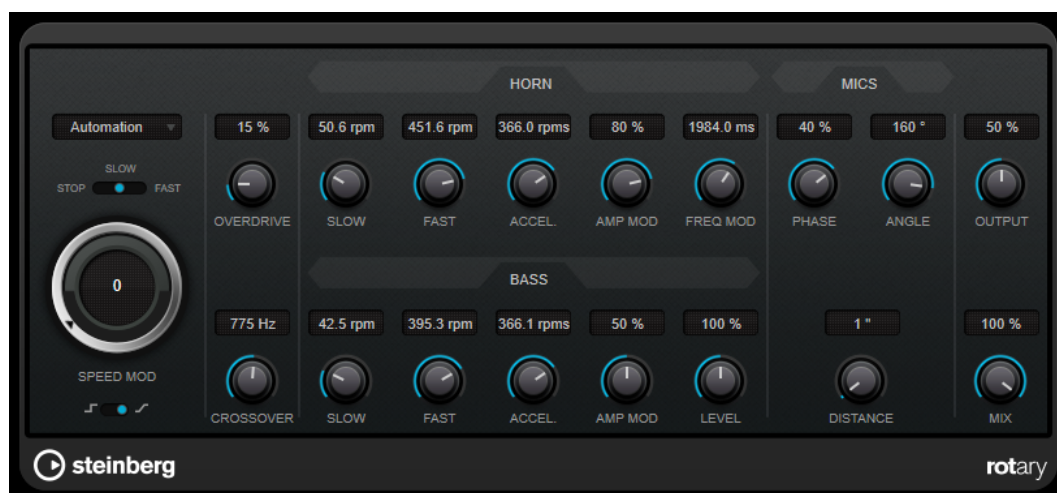 HORN
MICS
Automation
15 %
50.6 rpm
451.6 rpm
366.0 rpms
80 %
1984.0 ms
40 %
160 °
50 %
SLOW
STOP
FAST
OVERDRIVE
SLOW
FAST
ACCEL.
AMP MOD
FREQ MOD
PHASE
ANGLE
OUTPUT
BASS
0
775 Hz
42.5 rpm
395.3 rpm
366.1 rpms
50 %
100 %
1 "
100 %
SPEED MOD
CROSSOVER
SLOW
FAST
ACCEL.
AMP MOD
LEVEL
DISTANCE
MIX
steinberg
rotary